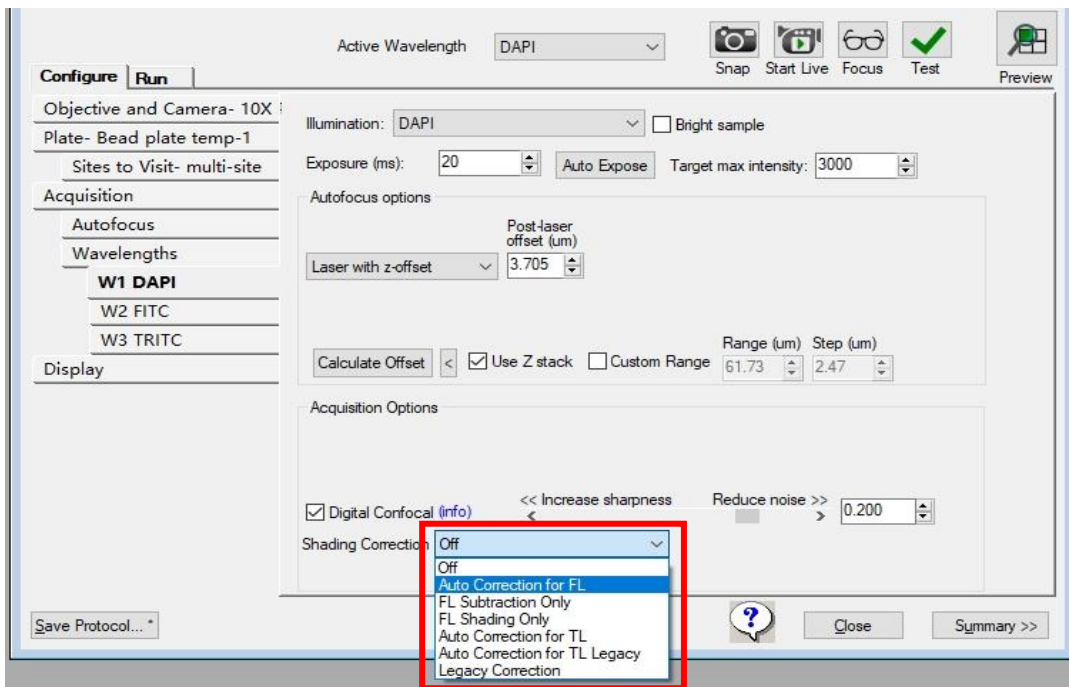 Active Wavelength DAPI
Snap Start Live Focus Test Preview
Configure Run
Objective and Camera- 10X
Plate- Bead plate temp-1
Sites to Visit- multi-site
Acquisition
Autofocus
Wavelengths
W1 DAPI
W2 FITC
W3 TRITC
Display
Illumination: DAPI Bright sample
Exposure (ms): 20 Auto Expose Target max intensity: 3000
Autofocus options
Post-laser
offset (um)
Laser with z-offset 3.705
Range (um) Step (um)
Calculate Offset < Use Z stack Custom Range 61.73 2.47
Acquisition Options
<< Increase sharpness Reduce noise >>
Digital Confocal (info) < > 0.200
Shading Correction Off
Off
Auto Correction for FL
FL Subtraction Only
FL Shading Only
Auto Correction for TL
Auto Correction for TL Legacy
Legacy Correction
Save Protocol... * ? Close Summary >>